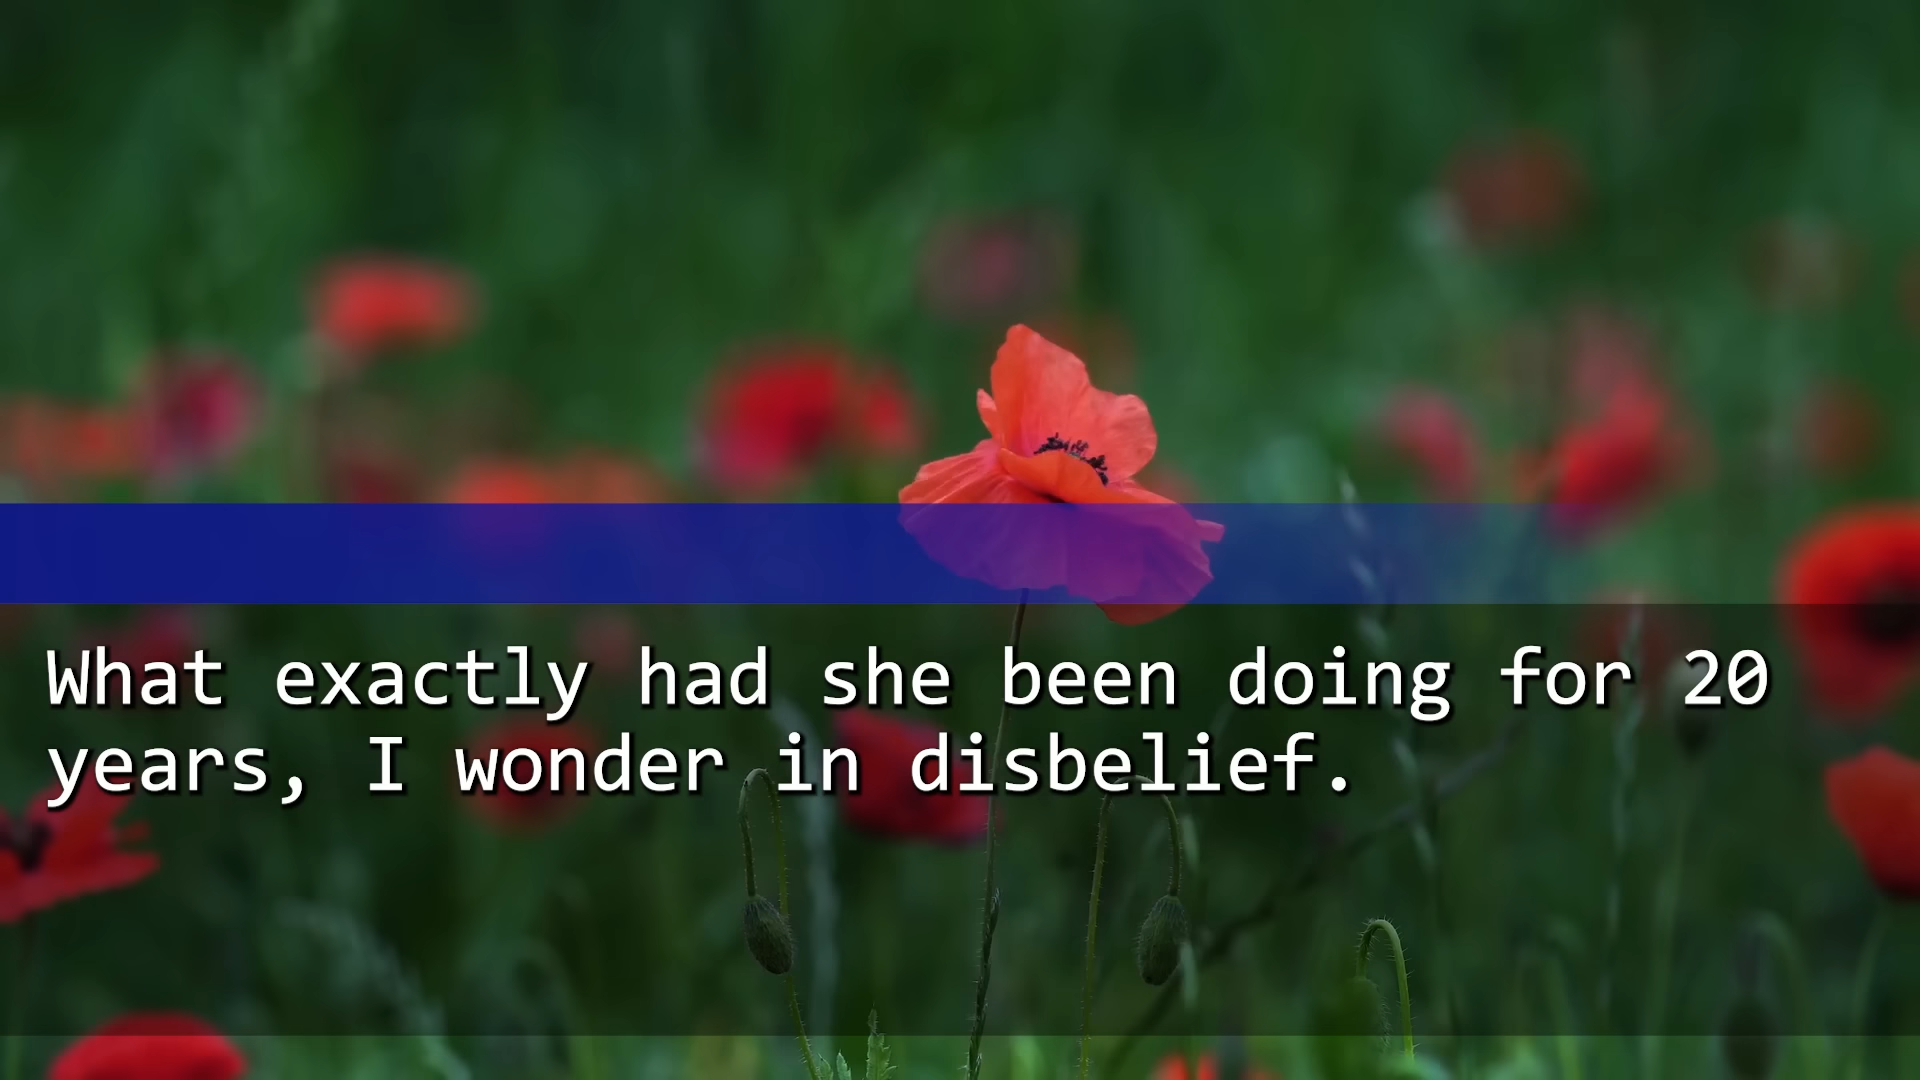 What exactly had she been doing for 20
years, I wonder in disbelief.